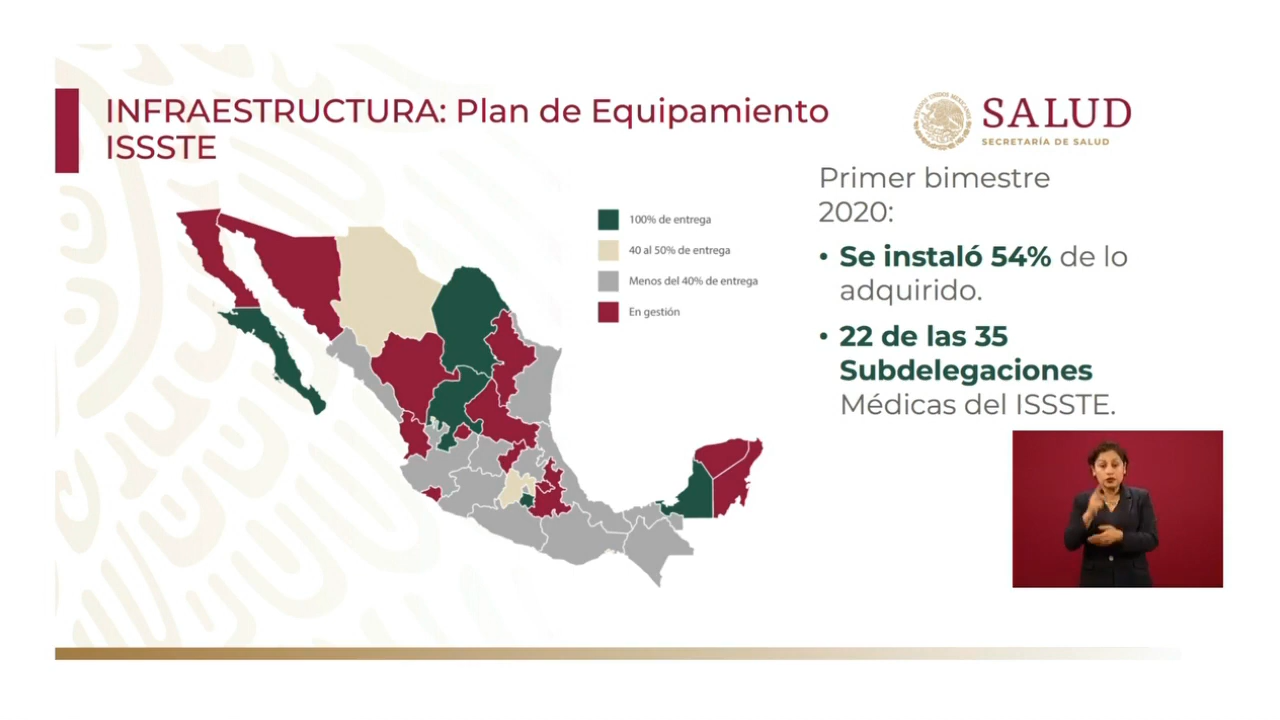 INFRAESTRUCTURA: Plan de Equipamiento
ISSSTE
SALUD
SECRETARÍA DE SALUD
Primer bimestre
2020:
• Se instaló 54% de lo
adquirido.
• 22 de las 35
Subdelegaciones
Médicas del ISSSTE.
100% de entrega
40 al 50% de entrega
Menos del 40% de entrega
En gestión